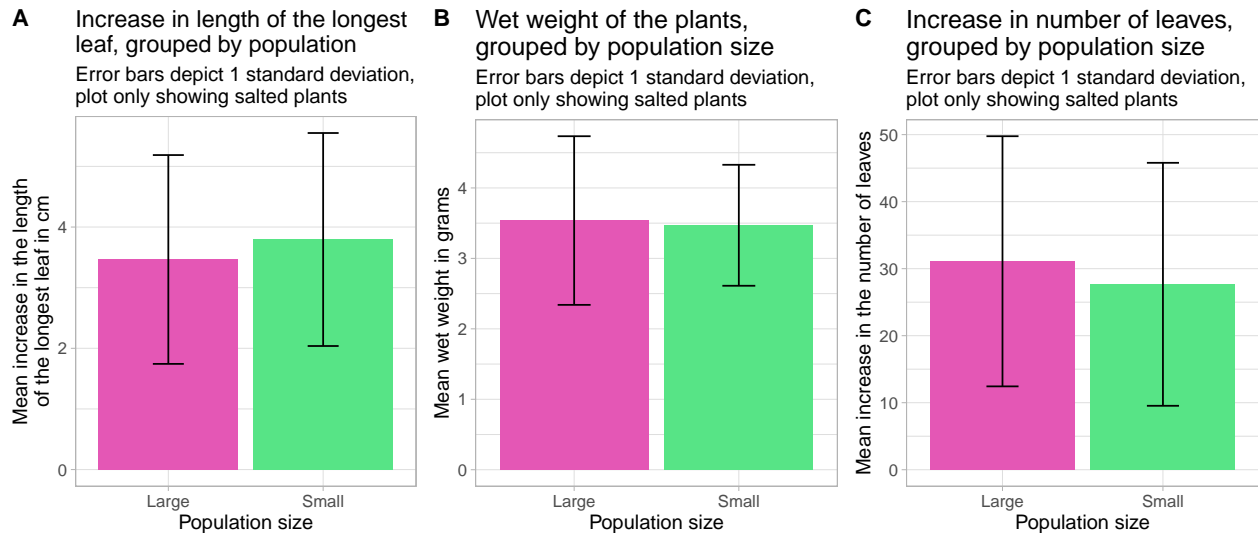 A
Increase in length of the longest
leaf, grouped by population
Error bars depict 1 standard deviation,
plot only showing salted plants
Mean increase in the length
of the longest leaf in cm
4
2
0
Large
Small
Population size
B
Wet weight of the plants,
grouped by population size
Error bars depict 1 standard deviation,
plot only showing salted plants
Mean wet weight in grams
4
3
2
1
0
Large
Small
Population size
C
Increase in number of leaves,
grouped by population size
Error bars depict 1 standard deviation,
plot only showing salted plants
Mean increase in the number of leaves
50
40
30
20
10
0
Large
Small
Population size